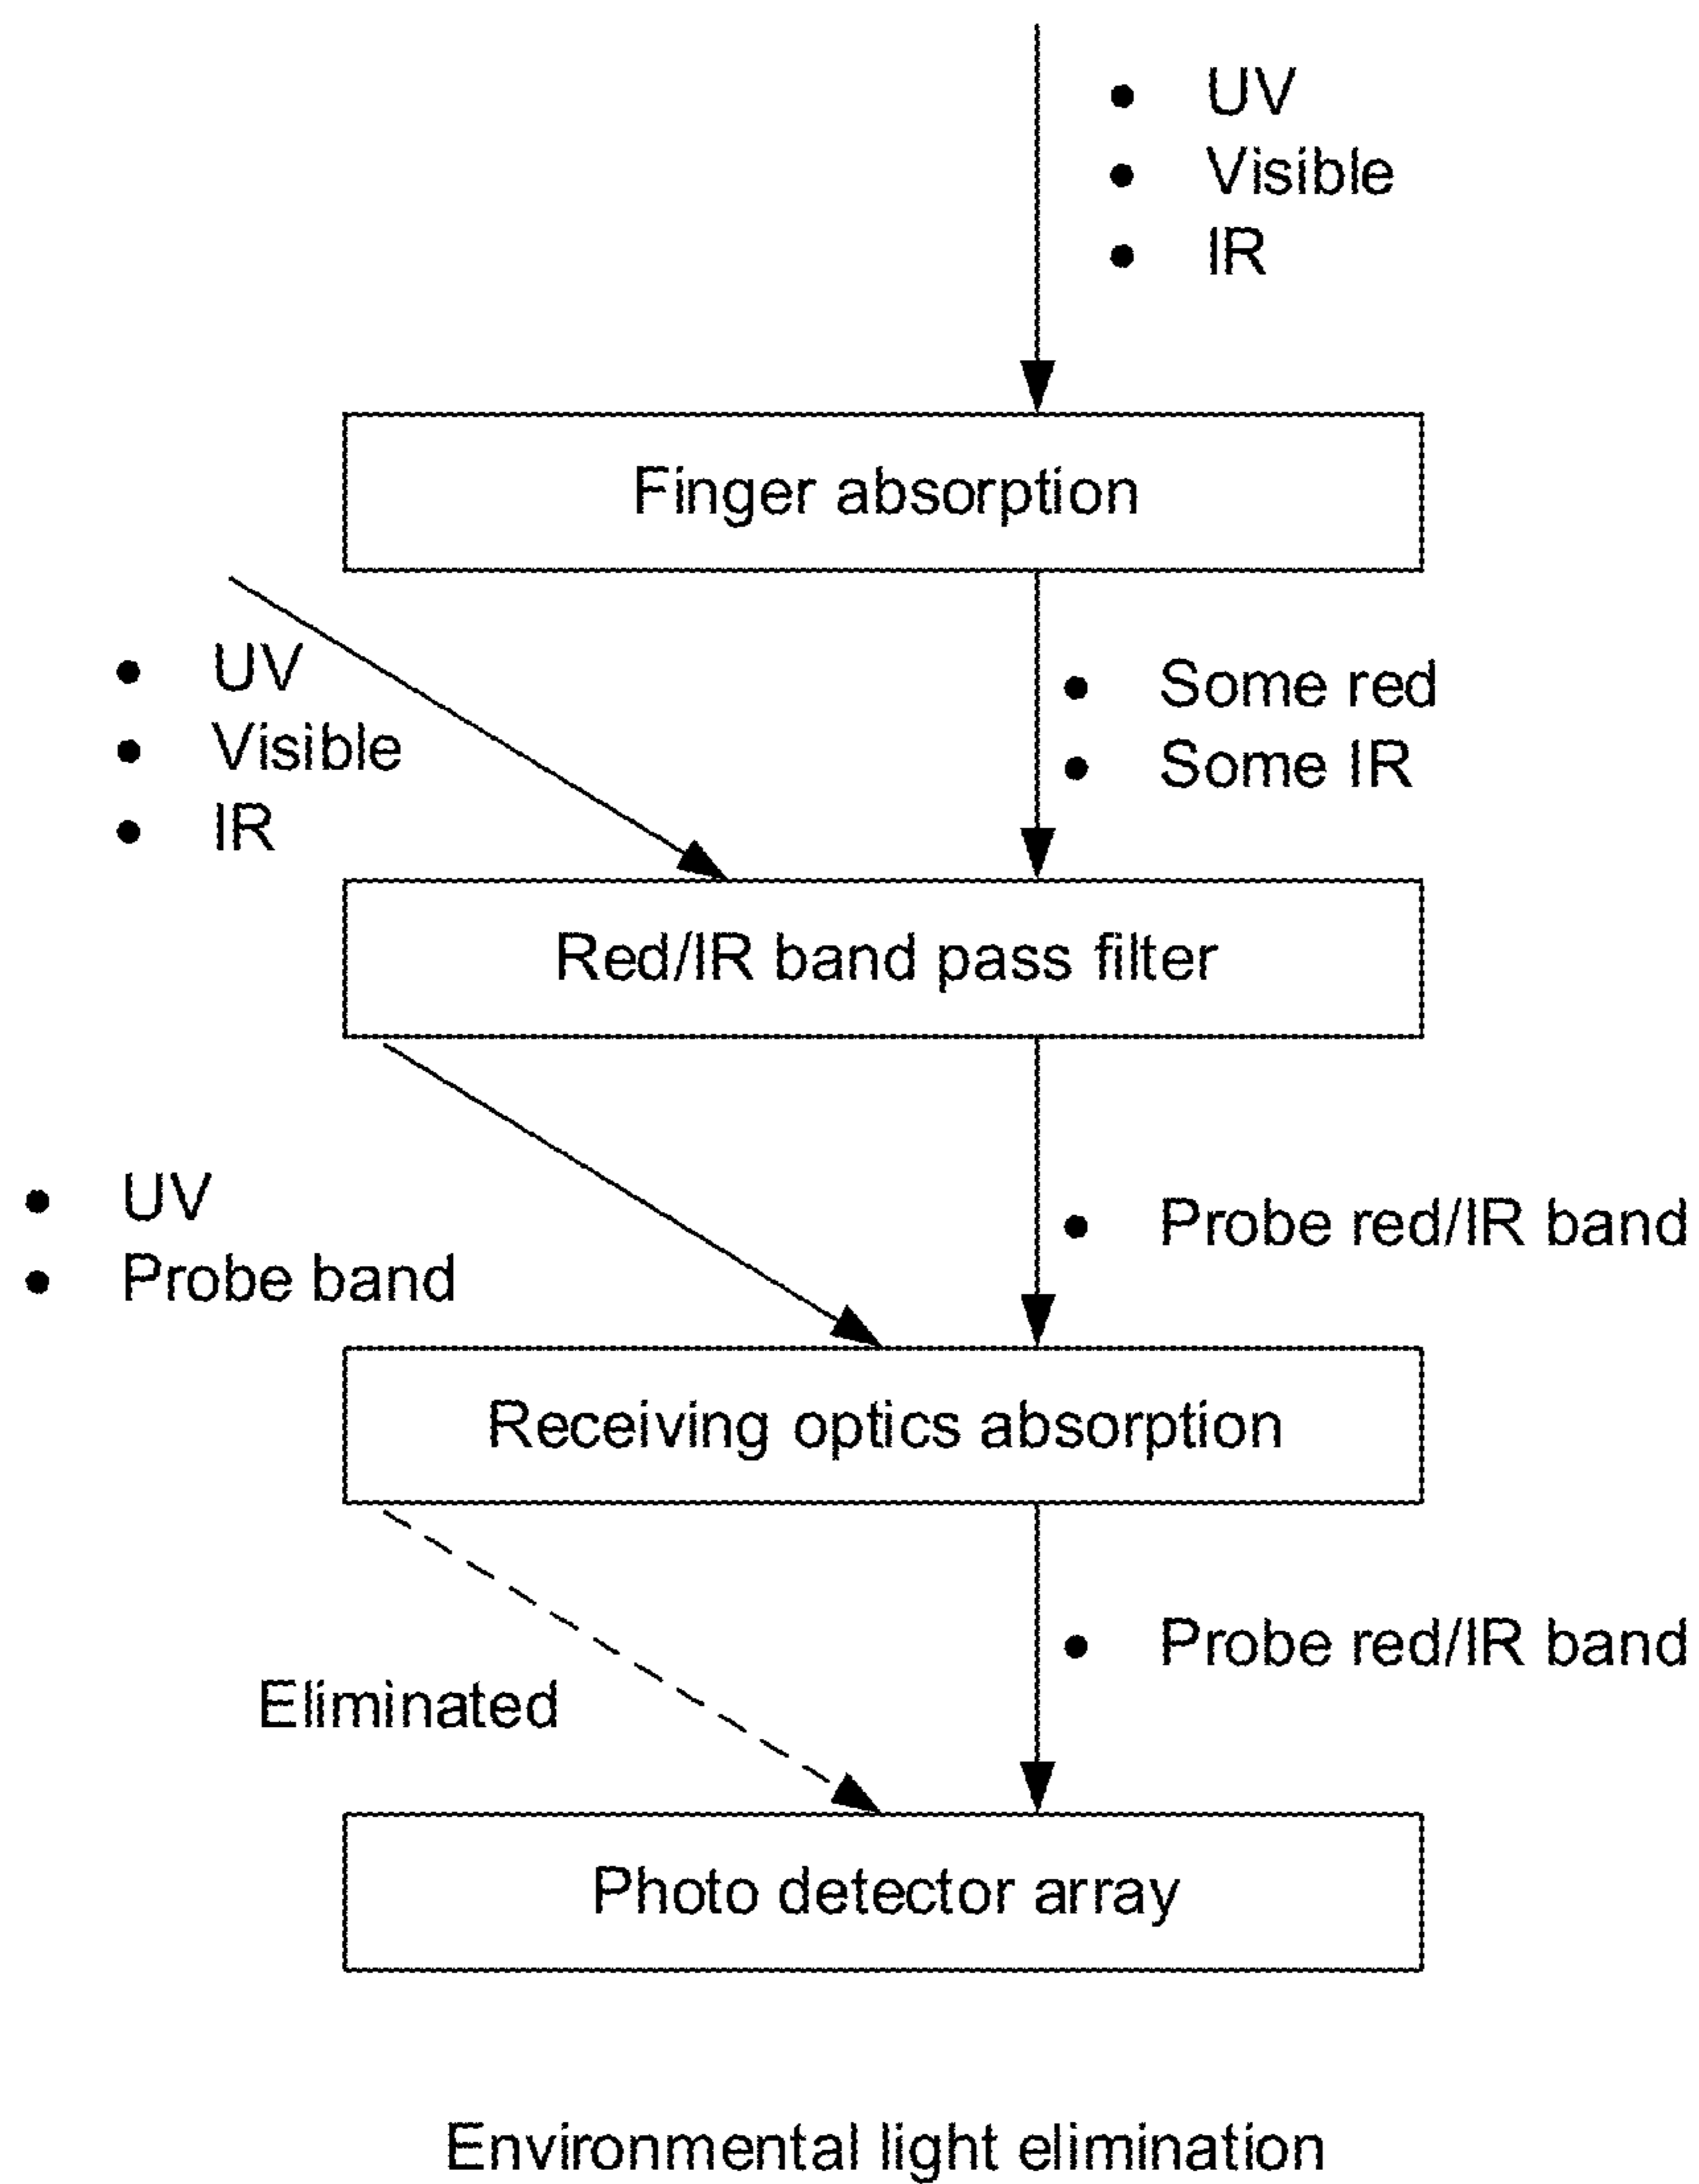 • UV
• Visible
• IR
Finger absorption
• UV
• Visible
• IR
• Some red
• Some IR
Red/IR band pass filter
• UV
• Probe band
• Probe red/IR band
Receiving optics absorption
Eliminated
• Probe red/IR band
Photo detector array
Environmental light elimination